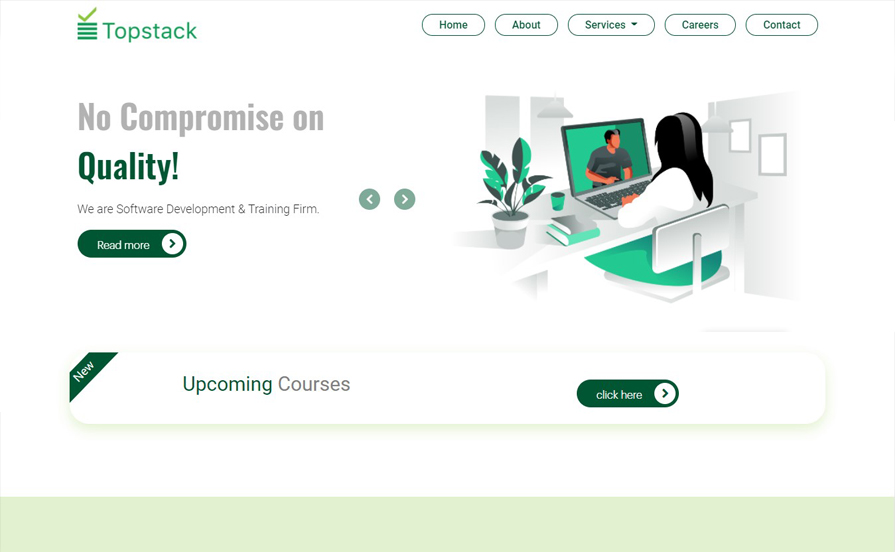 Topstack
Home
About
Services
Careers
Contact
No Compromise on
Quality!
We are Software Development & Training Firm.
Read more
New
Upcoming Courses
click here